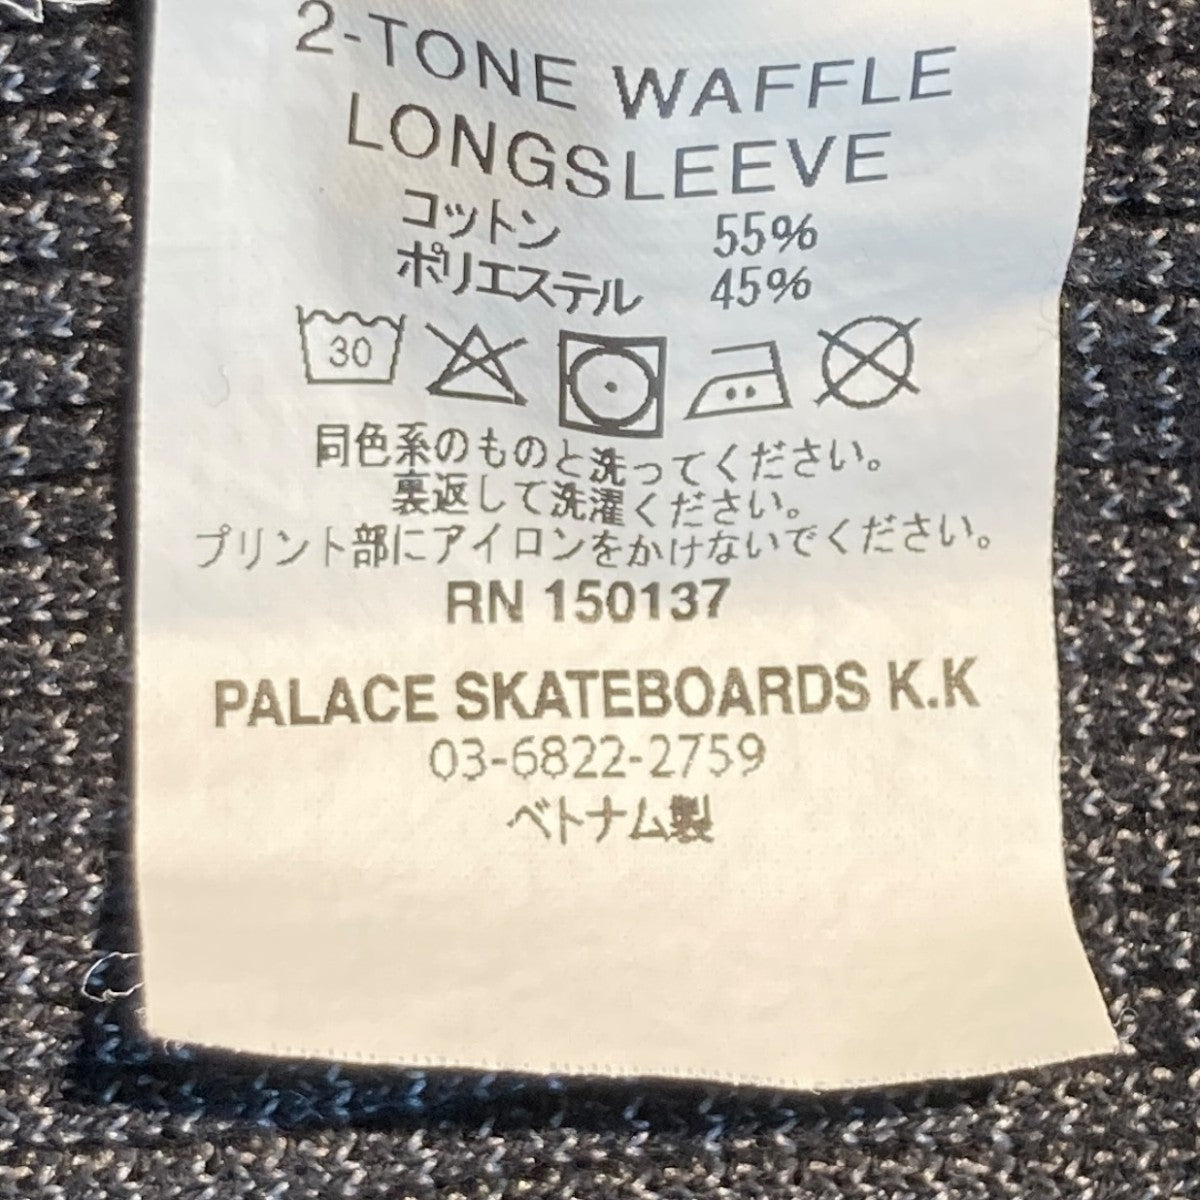 2-TONE WAFFLE
LONGSLEEVE
コットン 55%
ポリエステル 45%
30
同色系のものと洗ってください。
裏返して洗濯ください。
プリント部にアイロンをかけないでください。
RN 150137
PALACE SKATEBOARDS K.K
03-6822-2759
ベトナム製